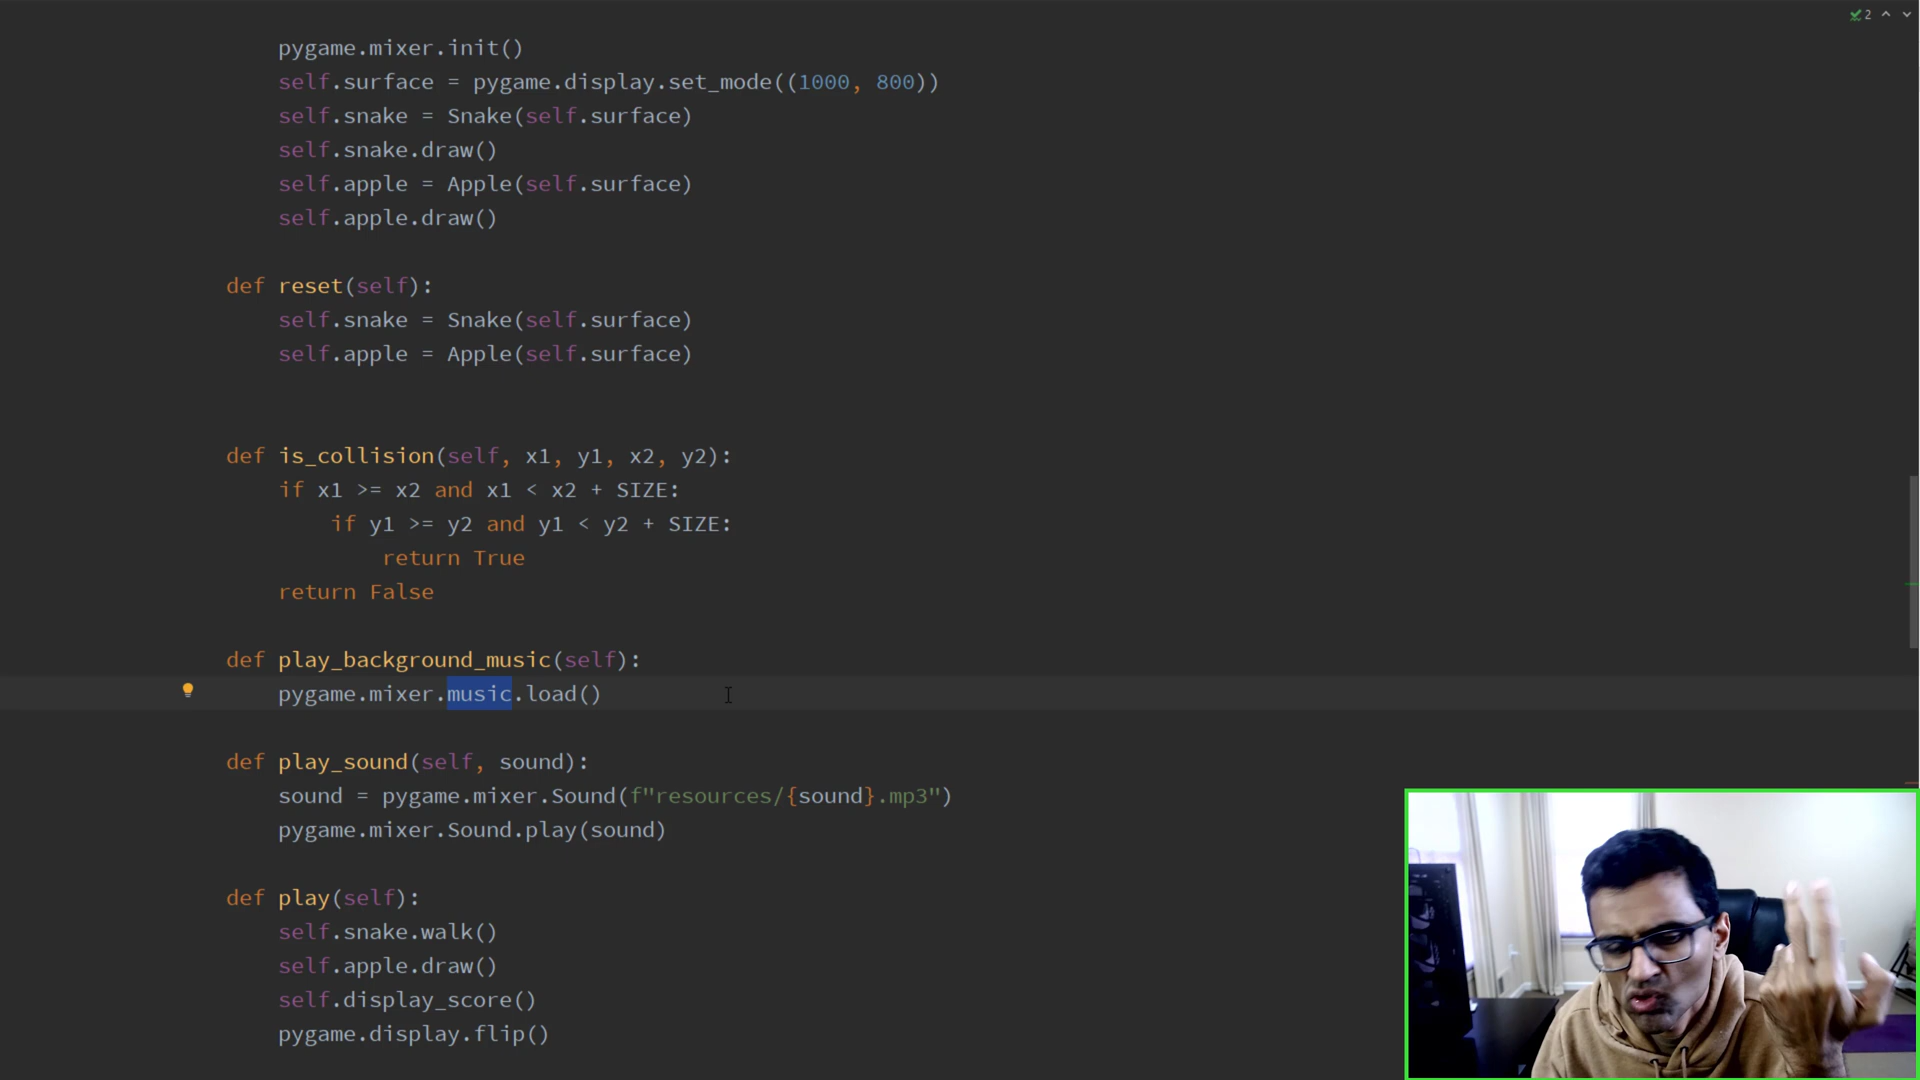 2
pygame.mixer.init()
self.surface = pygame.display.set_mode((1000, 800))
self.snake = Snake(self.surface)
self.snake.draw()
self.apple = Apple(self.surface)
self.apple.draw()
def reset(self):
self.snake = Snake(self.surface)
self.apple = Apple(self.surface)
def is_collision(self, x1, y1, x2, y2):
if x1 >= x2 and x1 < x2 + SIZE:
if y1 >= y2 and y1 < y2 + SIZE:
return True
return False
def play_background_music(self):
pygame.mixer.music.load()
def play_sound(self, sound):
sound = pygame.mixer.Sound(f"resources/{sound}.mp3")
pygame.mixer.Sound.play(sound)
def play(self):
self.snake.walk()
self.apple.draw()
self.display_score()
pygame.display.flip()